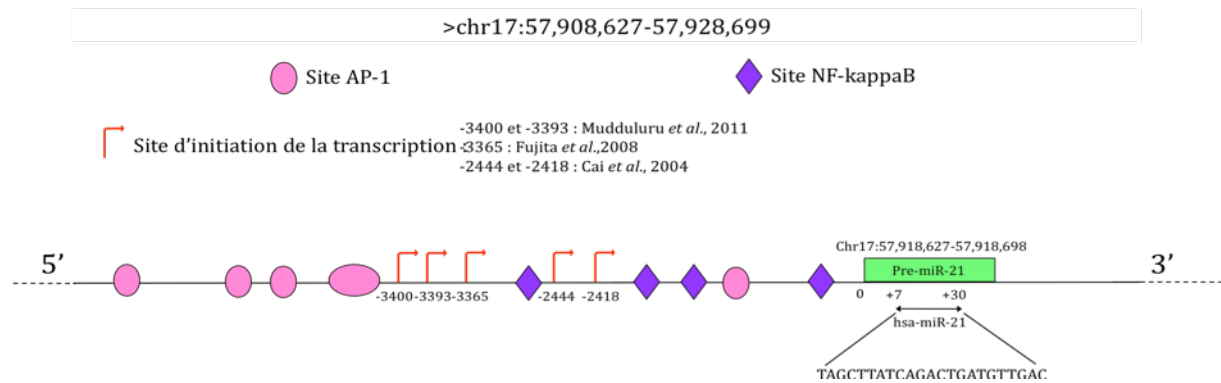 >chr17:57,908,627-57,928,699
Site AP-1
Site NF-kappaB
Site d'initiation de la transcription
-3400 et -3393 : Mudduluru et al., 2011
-3365 : Fujita et al.,2008
-2444 et -2418 : Cai et al., 2004
Chr17:57,918,627-57,918,698
5’
Pre-miR-21
3’
-3400 -3393 -3365 -2444 -2418 0 +7 +30
hsa-miR-21
TAGCTTATCAGACTGATGTTGAC